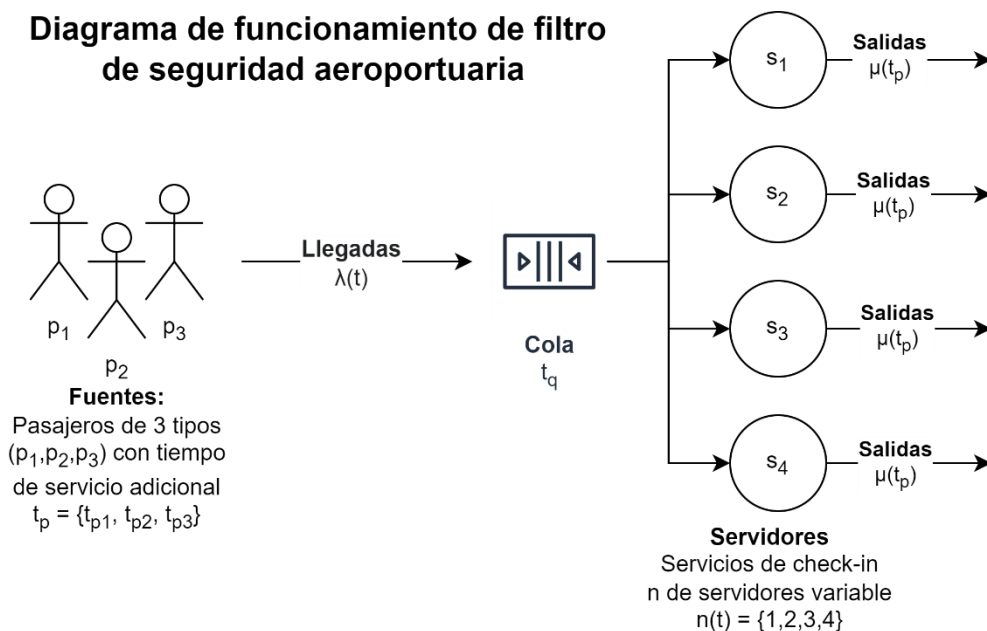 Diagrama de funcionamiento de filtro
de seguridad aeroportuaria
p₁
p₂
p₃
Fuentes:
Pasajeros de 3 tipos
(p₁,p₂,p₃) con tiempo
de servicio adicional
tₚ = {tₚ₁, tₚ₂, tₚ₃}
Llegadas
λ(t)
Cola
t_q
s₁
Salidas
μ(tₚ)
s₂
Salidas
μ(tₚ)
s₃
Salidas
μ(tₚ)
s₄
Salidas
μ(tₚ)
Servidores
Servicios de check-in
n de servidores variable
n(t) = {1,2,3,4}